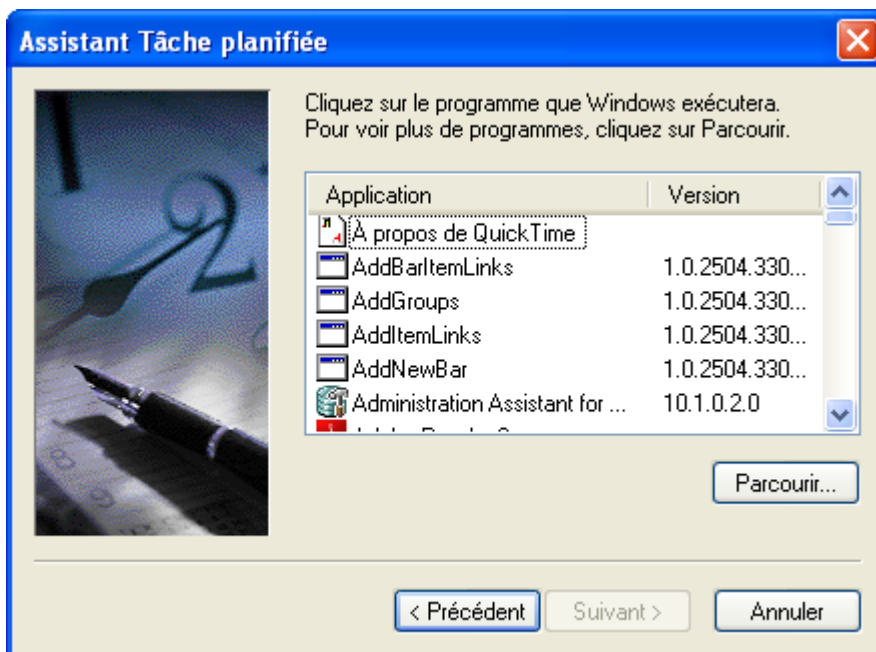 Assistant Tâche planifiée
Cliquez sur le programme que Windows exécutera.
Pour voir plus de programmes, cliquez sur Parcourir.
Application Version
À propos de QuickTime
AddBarItemLinks 1.0.2504.330...
AddGroups 1.0.2504.330...
AddItemLinks 1.0.2504.330...
AddNewBar 1.0.2504.330...
Administration Assistant for ... 10.1.0.2.0
Parcourir...
< Précédent Suivant > Annuler